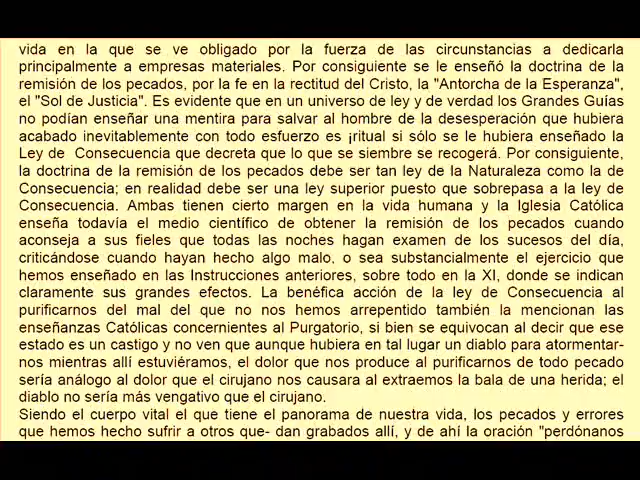 vida en la que se ve obligado por la fuerza de las circunstancias a dedicarla
principalmente a empresas materiales. Por consiguiente se le enseñó la doctrina de la
remisión de los pecados, por la fe en la rectitud del Cristo, la "Antorcha de la Esperanza",
el "Sol de Justicia". Es evidente que en un universo de ley y de verdad los Grandes Guías
no podían enseñar una mentira para salvar al hombre de la desesperación que hubiera
acabado inevitablemente con todo esfuerzo es ¡ritual si sólo se le hubiera enseñado la
Ley de Consecuencia que decreta que lo que se siembre se recogerá. Por consiguiente,
la doctrina de la remisión de los pecados debe ser tan ley de la Naturaleza como la de
Consecuencia; en realidad debe ser una ley superior puesto que sobrepasa a la ley de
Consecuencia. Ambas tienen cierto margen en la vida humana y la Iglesia Católica
enseña todavía el medio científico de obtener la remisión de los pecados cuando
aconseja a sus fieles que todas las noches hagan examen de los sucesos del día,
criticándose cuando hayan hecho algo malo, o sea substancialmente el ejercicio que
hemos enseñado en las Instrucciones anteriores, sobre todo en la XI, donde se indican
claramente sus grandes efectos. La benéfica acción de la ley de Consecuencia al
purificarnos del mal del que no nos hemos arrepentido también la mencionan las
enseñanzas Católicas concernientes al Purgatorio, si bien se equivocan al decir que ese
estado es un castigo y no ven que aunque hubiera en tal lugar un diablo para atormentar-
nos mientras allí estuviéramos, el dolor que nos produce al purificarnos de todo pecado
sería análogo al dolor que el cirujano nos causara al extraemos la bala de una herida; el
diablo no sería más vengativo que el cirujano.
Siendo el cuerpo vital el que tiene el panorama de nuestra vida, los pecados y errores
que hemos hecho sufrir a otros que- dan grabados allí, y de ahí la oración "perdónanos